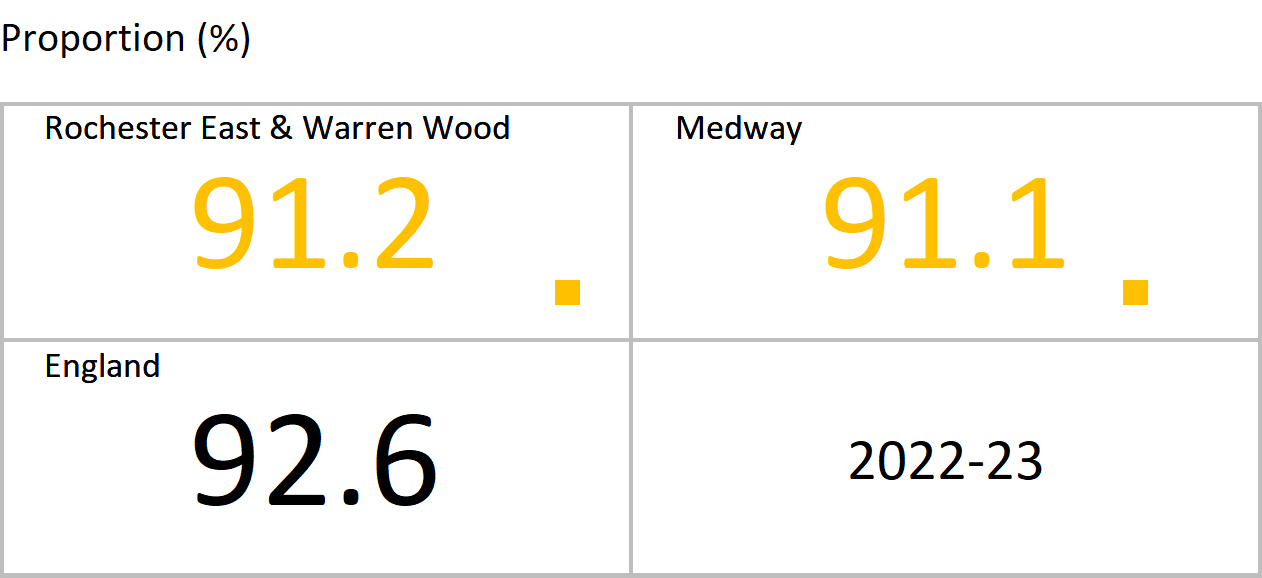 Proportion (%)
Rochester East & Warren Wood
91.2
Medway
91.1
England
92.6
2022-23